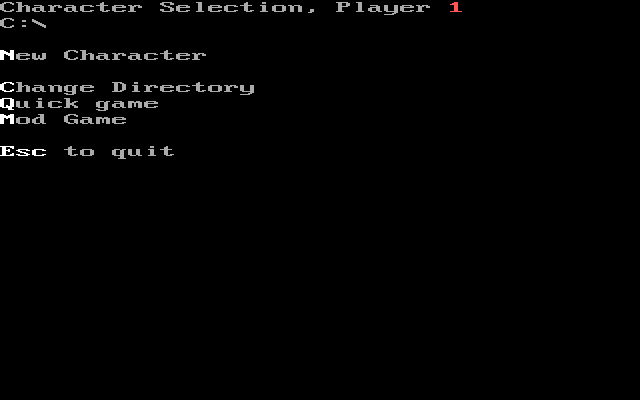 Character Selection, Player 1
C:\
New Character
Change Directory
Quick game
Mod Game
Esc to quit